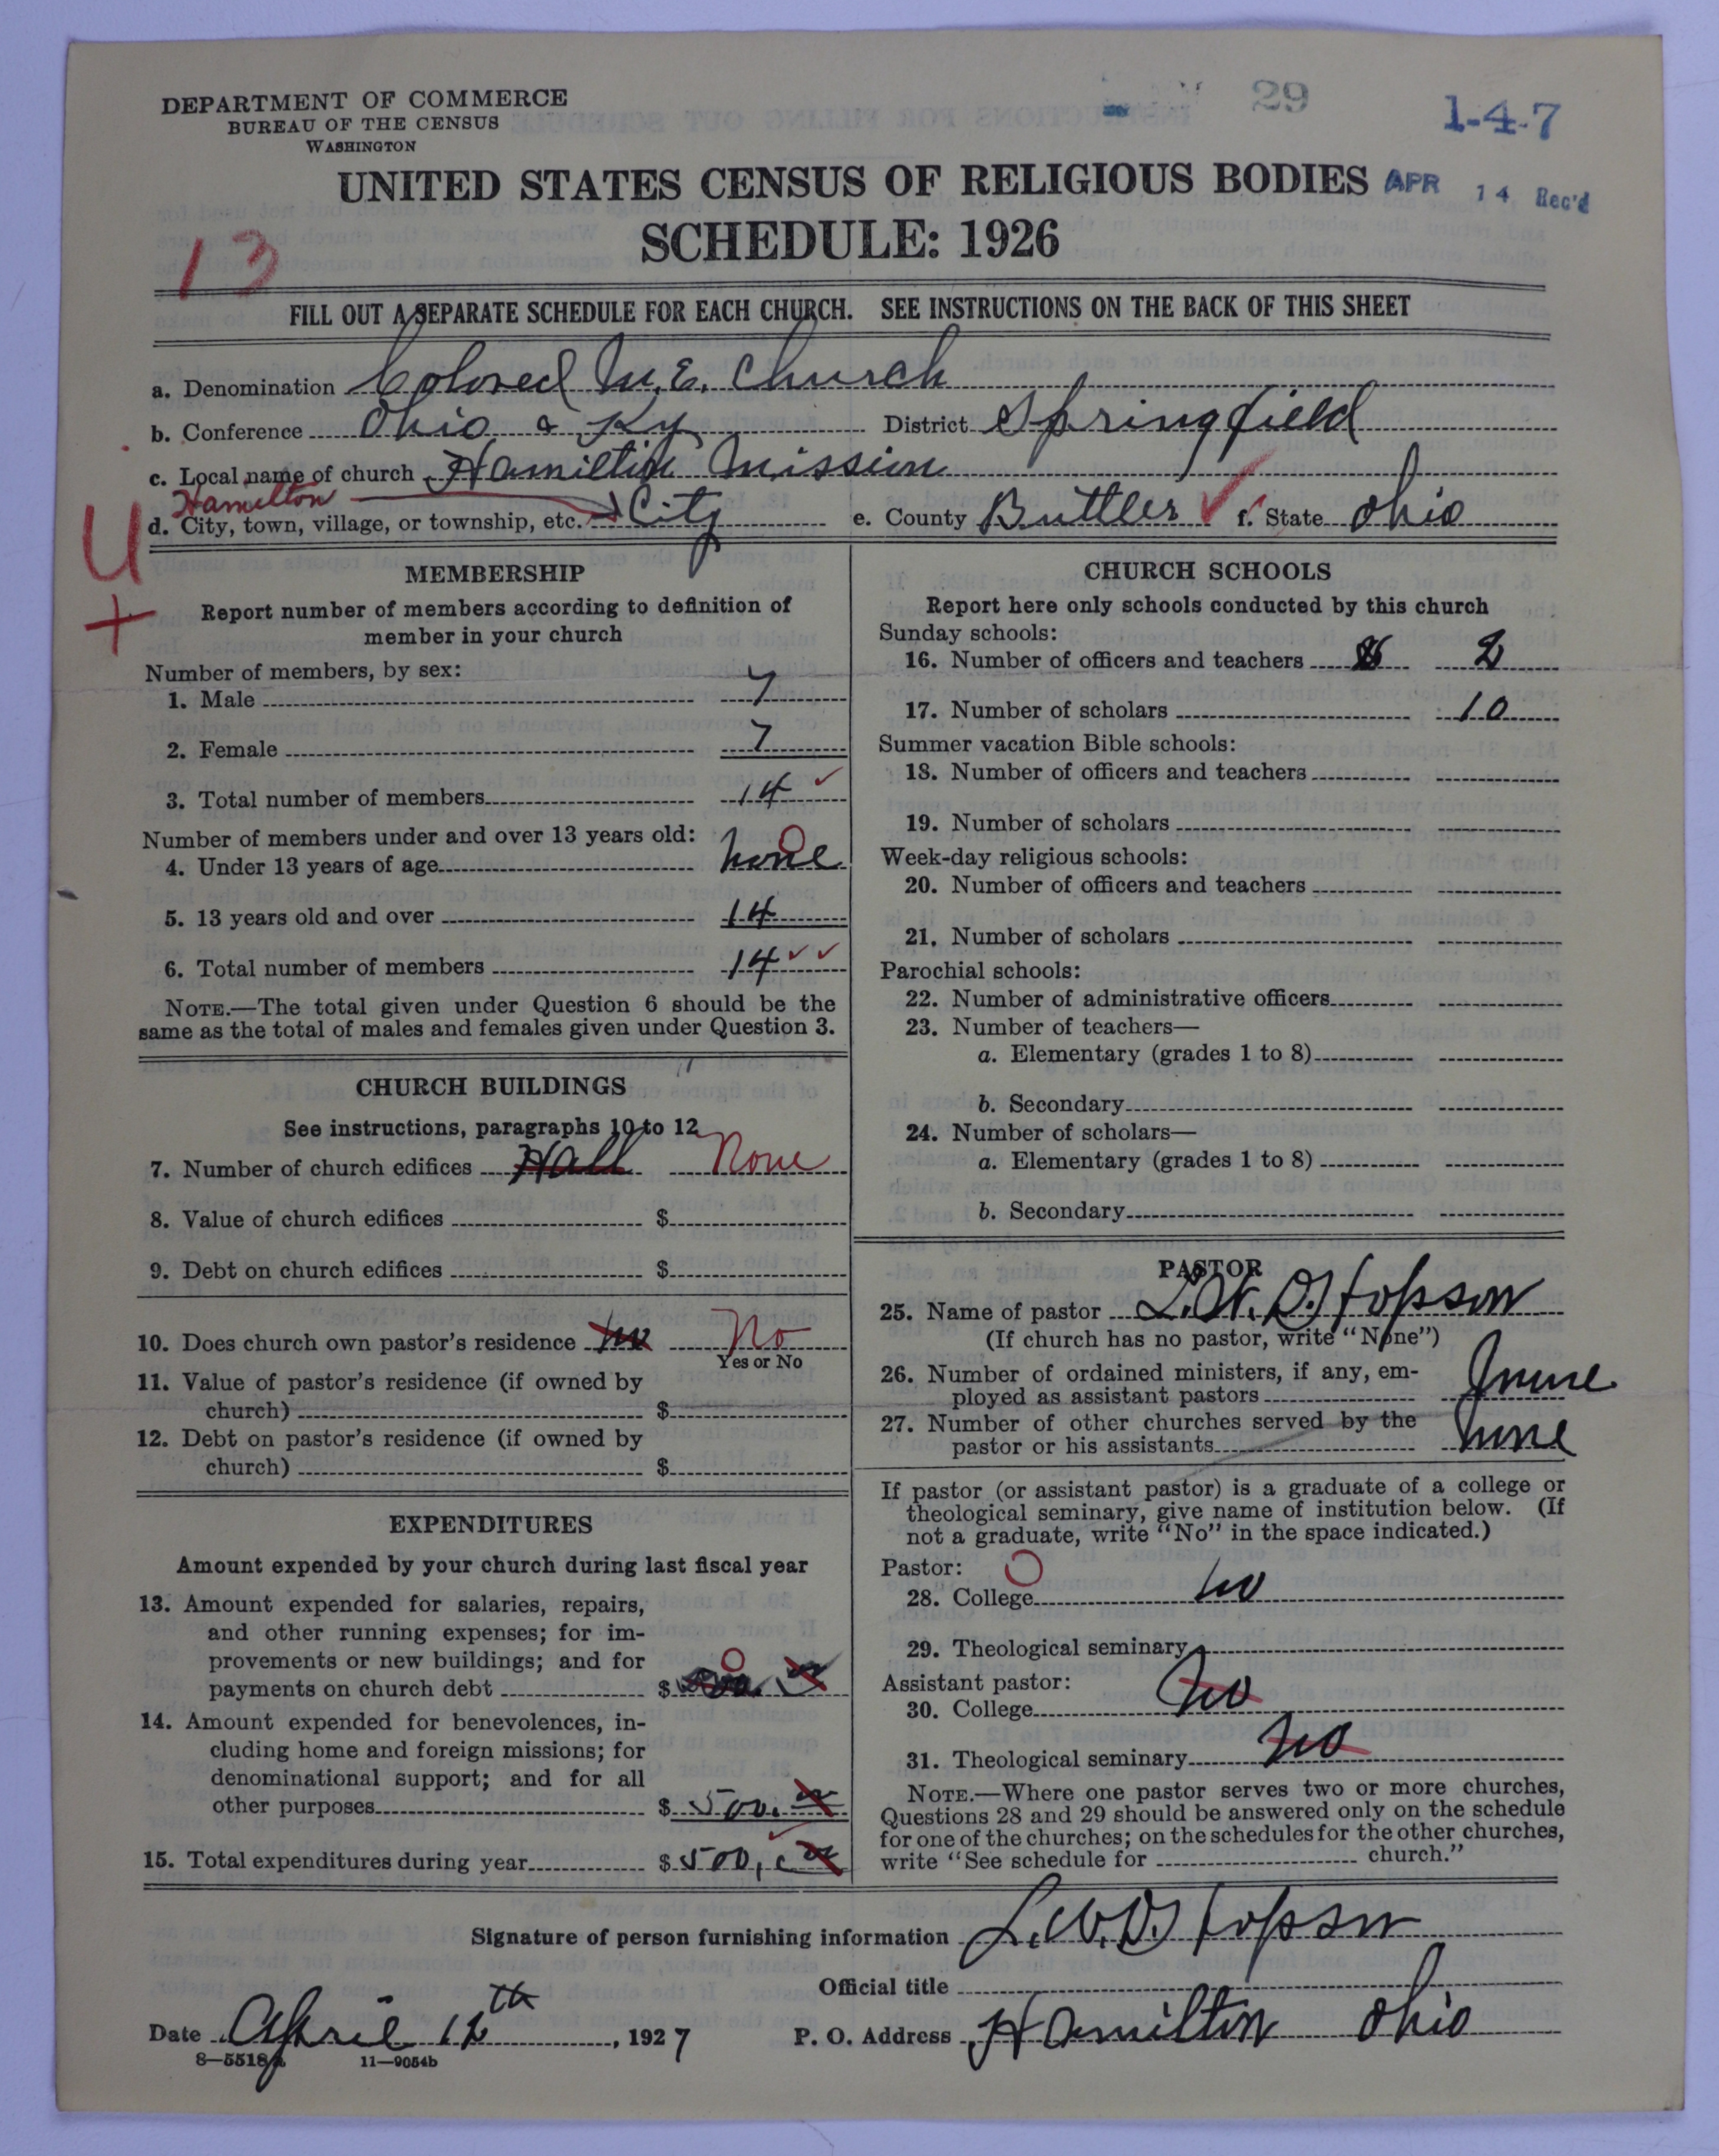 DEPARTMENT OF COMMERCE
BUREAU OF THE CENSUS
WASHINGTON
29
1-4-7
UNITED STATES CENSUS OF RELIGIOUS BODIES
APR 14 Rec'd
SCHEDULE: 1926
13
FILL OUT A SEPARATE SCHEDULE FOR EACH CHURCH. SEE INSTRUCTIONS ON THE BACK OF THIS SHEET
a. Denomination Colored M.E. Church
b. Conference Ohio & Ky District Springfield
c. Local name of church Hamilton Mission
Hamilton
d. City, town, village, or township, etc. City e. County Buttler f. State Ohio
U
+
MEMBERSHIP
Report number of members according to definition of
member in your church
Number of members, by sex:
1. Male 7
2. Female 7
3. Total number of members 14
Number of members under and over 13 years old:
4. Under 13 years of age none 0
5. 13 years old and over 14
6. Total number of members 14
NOTE.—The total given under Question 6 should be the
same as the total of males and females given under Question 3.
CHURCH BUILDINGS
See instructions, paragraphs 10 to 12
7. Number of church edifices Hall None
8. Value of church edifices $
9. Debt on church edifices $
10. Does church own pastor's residence no No
Yes or No
11. Value of pastor's residence (if owned by
church) $
12. Debt on pastor's residence (if owned by
church) $
EXPENDITURES
Amount expended by your church during last fiscal year
13. Amount expended for salaries, repairs,
and other running expenses; for im-
provements or new buildings; and for
payments on church debt $ 0
14. Amount expended for benevolences, in-
cluding home and foreign missions; for
denominational support; and for all
other purposes $ 500.
15. Total expenditures during year $ 500.
CHURCH SCHOOLS
Report here only schools conducted by this church
Sunday schools:
16. Number of officers and teachers 2
17. Number of scholars 10
Summer vacation Bible schools:
18. Number of officers and teachers
19. Number of scholars
Week-day religious schools:
20. Number of officers and teachers
21. Number of scholars
Parochial schools:
22. Number of administrative officers
23. Number of teachers—
a. Elementary (grades 1 to 8)
b. Secondary
24. Number of scholars—
a. Elementary (grades 1 to 8)
b. Secondary
PASTOR
25. Name of pastor L.W.D. Hopson
(If church has no pastor, write "None")
26. Number of ordained ministers, if any, em-
ployed as assistant pastors None
27. Number of other churches served by the
pastor or his assistants none
If pastor (or assistant pastor) is a graduate of a college or
theological seminary, give name of institution below. (If
not a graduate, write "No" in the space indicated.)
Pastor: 0
28. College no
29. Theological seminary
Assistant pastor:
30. College no
31. Theological seminary no
NOTE.—Where one pastor serves two or more churches,
Questions 28 and 29 should be answered only on the schedule
for one of the churches; on the schedules for the other churches,
write "See schedule for church."
Signature of person furnishing information L.W.D. Hopson
Official title
Date April 12th, 1927 P. O. Address Hamilton Ohio
8—5518a 11—9054b